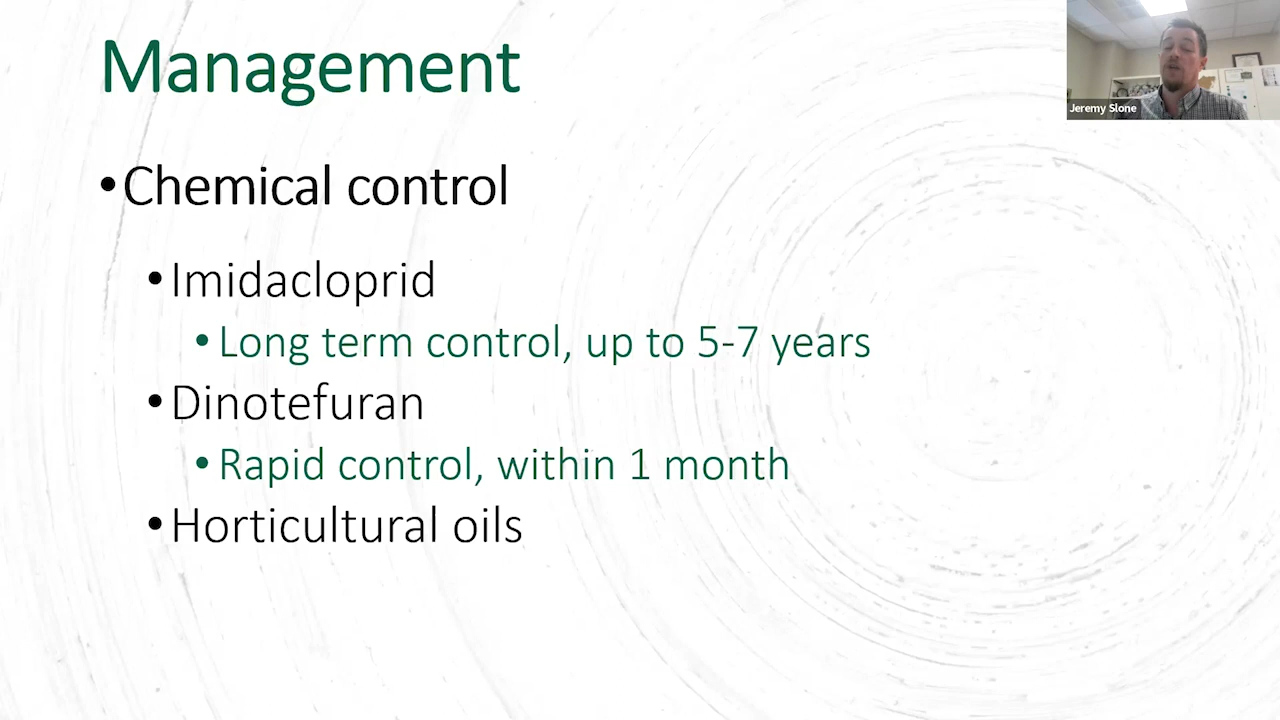 Management
Jeremy Slone
•Chemical control
•Imidacloprid
•Long term control, up to 5-7 years
•Dinotefuran
•Rapid control, within 1 month
•Horticultural oils